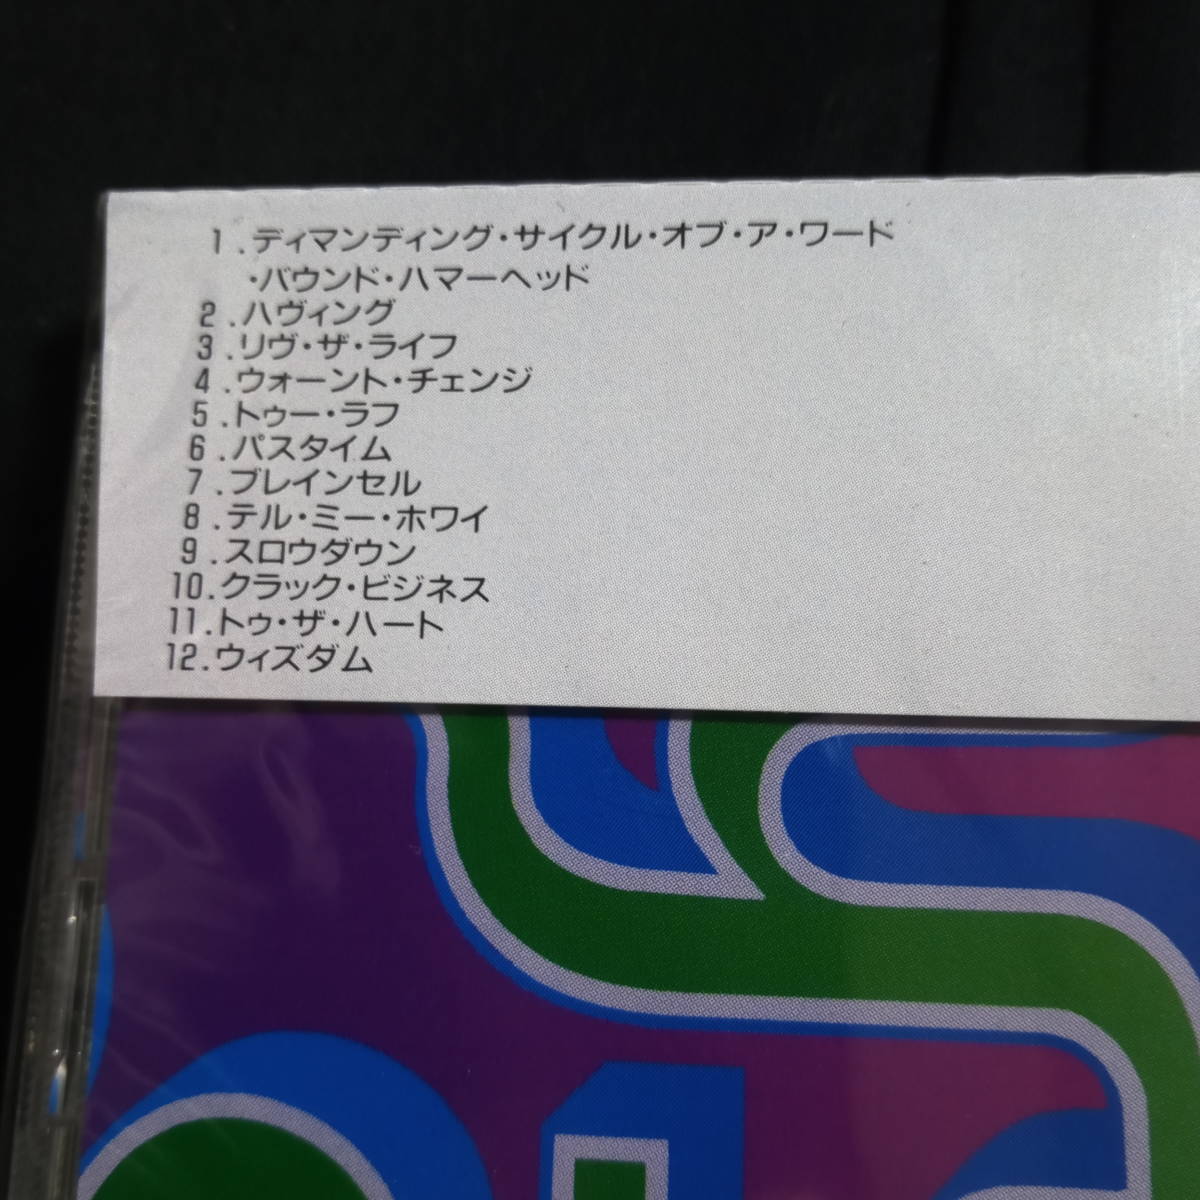 1.ディマンディング・サイクル・オブ・ア・ワード
・バウンド・ハマーヘッド
2.ハヴィング
3.リヴ・ザ・ライフ
4.ウォーント・チェンジ
5.トゥー・ラフ
6.パスタイム
7.ブレインセル
8.テル・ミー・ホワイ
9.スロウダウン
10.クラック・ビジネス
11.トゥ・ザ・ハート
12.ウィズダム